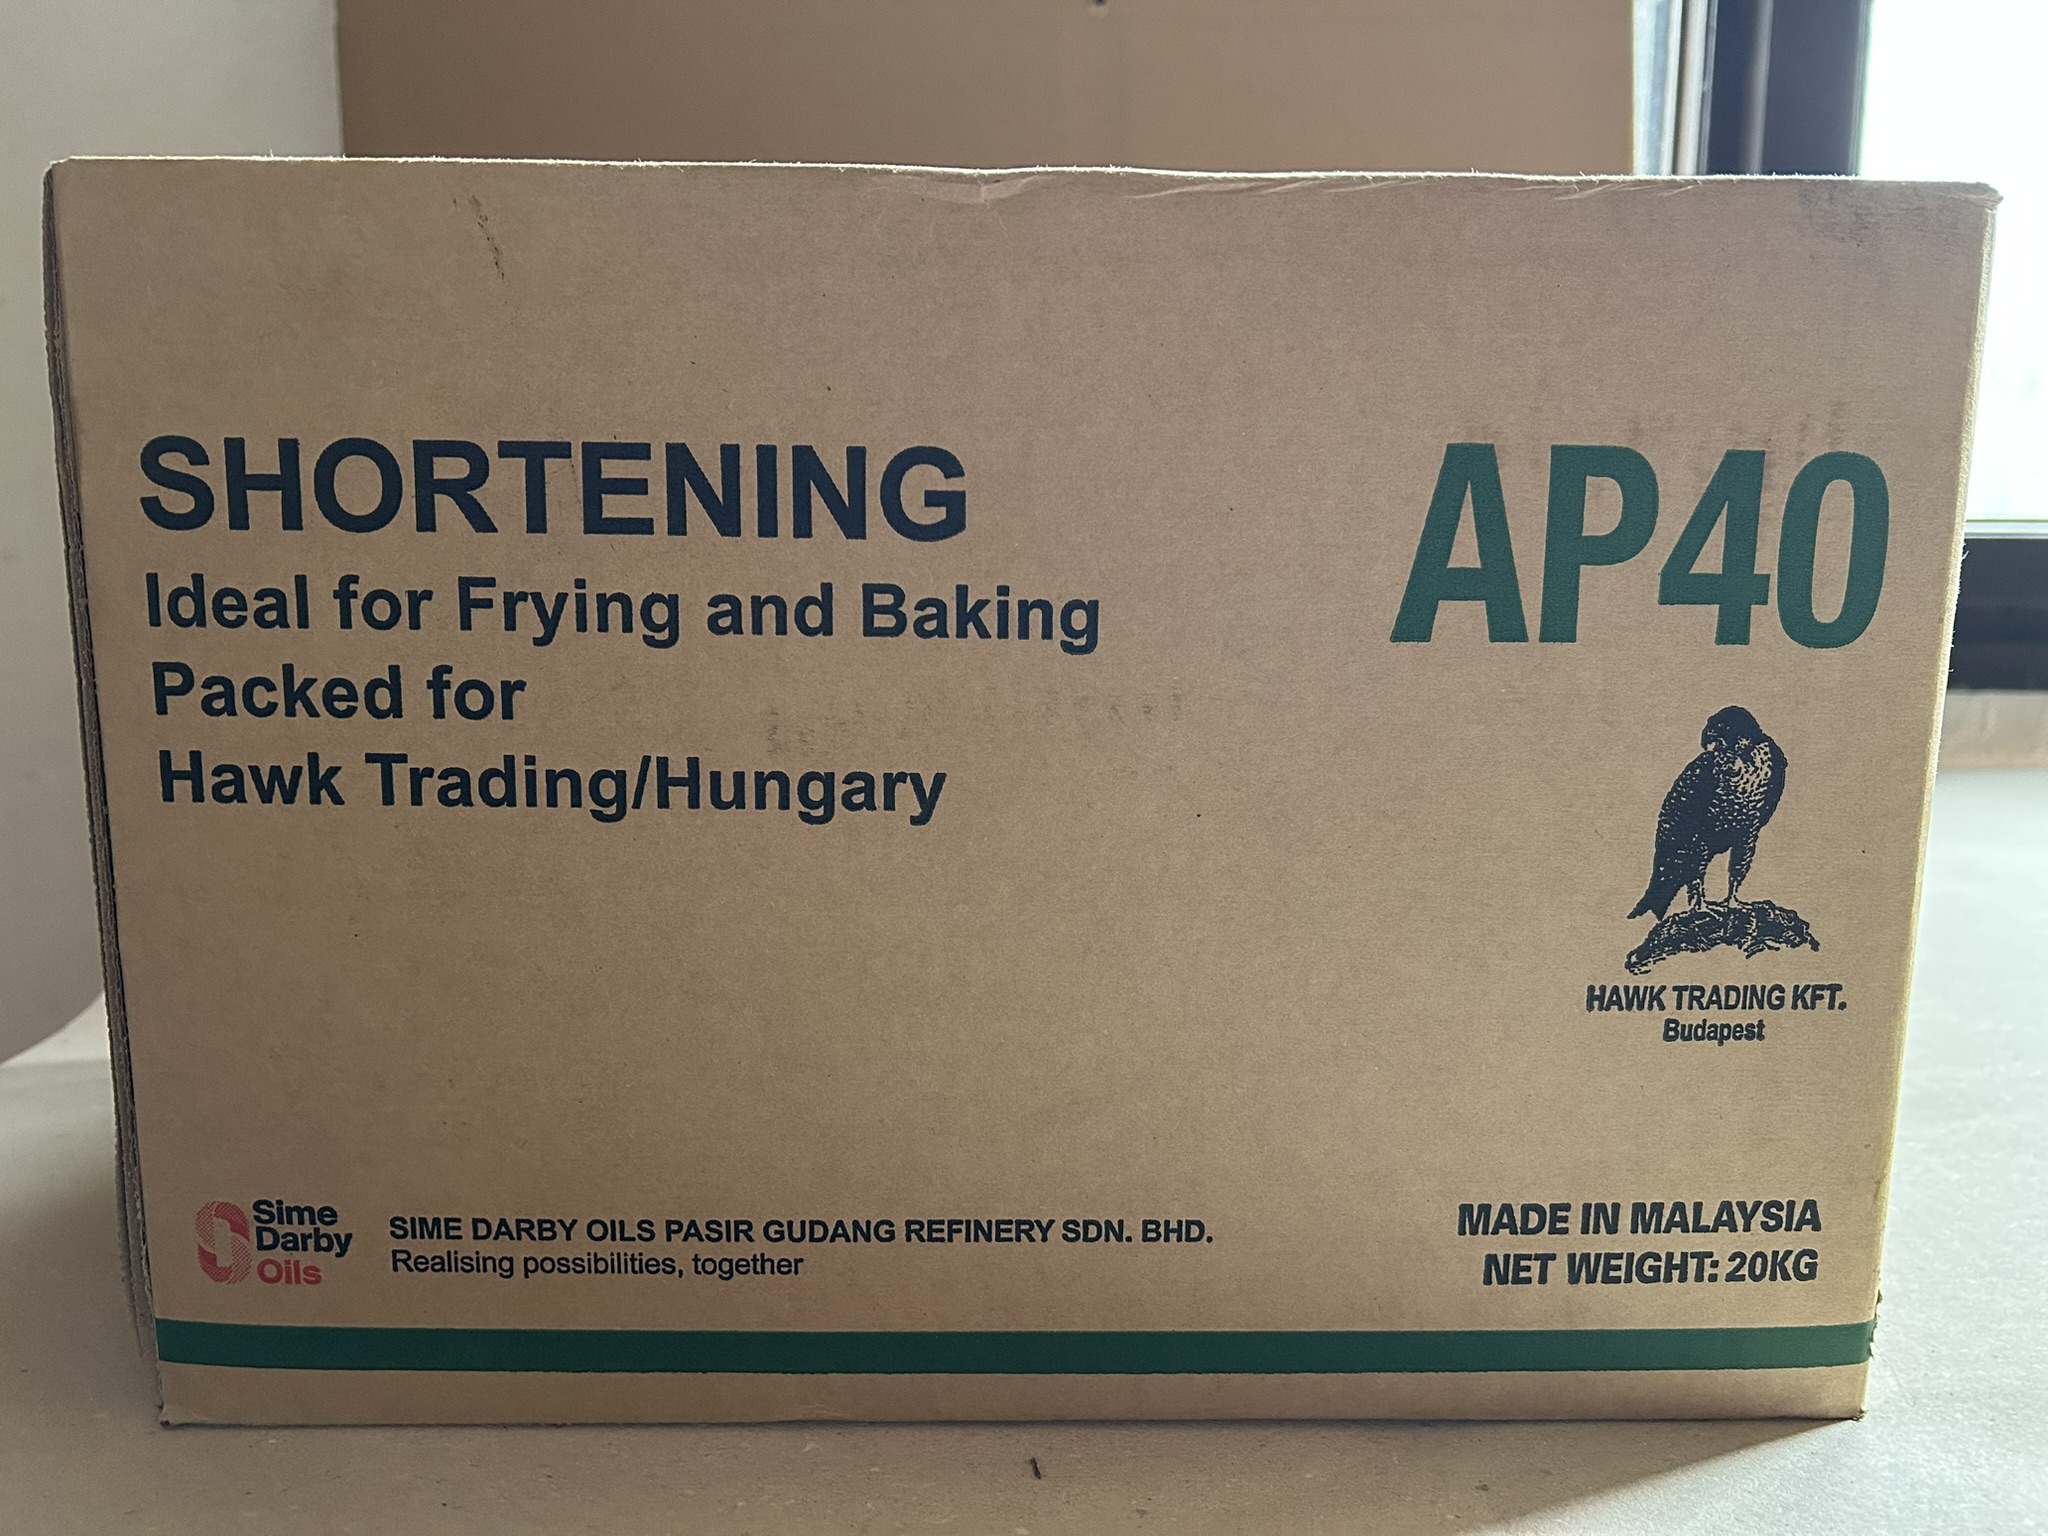 SHORTENING
Ideal for Frying and Baking
Packed for
Hawk Trading/Hungary
AP40
HAWK TRADING KFT.
Budapest
Sime
Darby
Oils
SIME DARBY OILS PASIR GUDANG REFINERY SDN. BHD.
Realising possibilities, together
MADE IN MALAYSIA
NET WEIGHT: 20KG